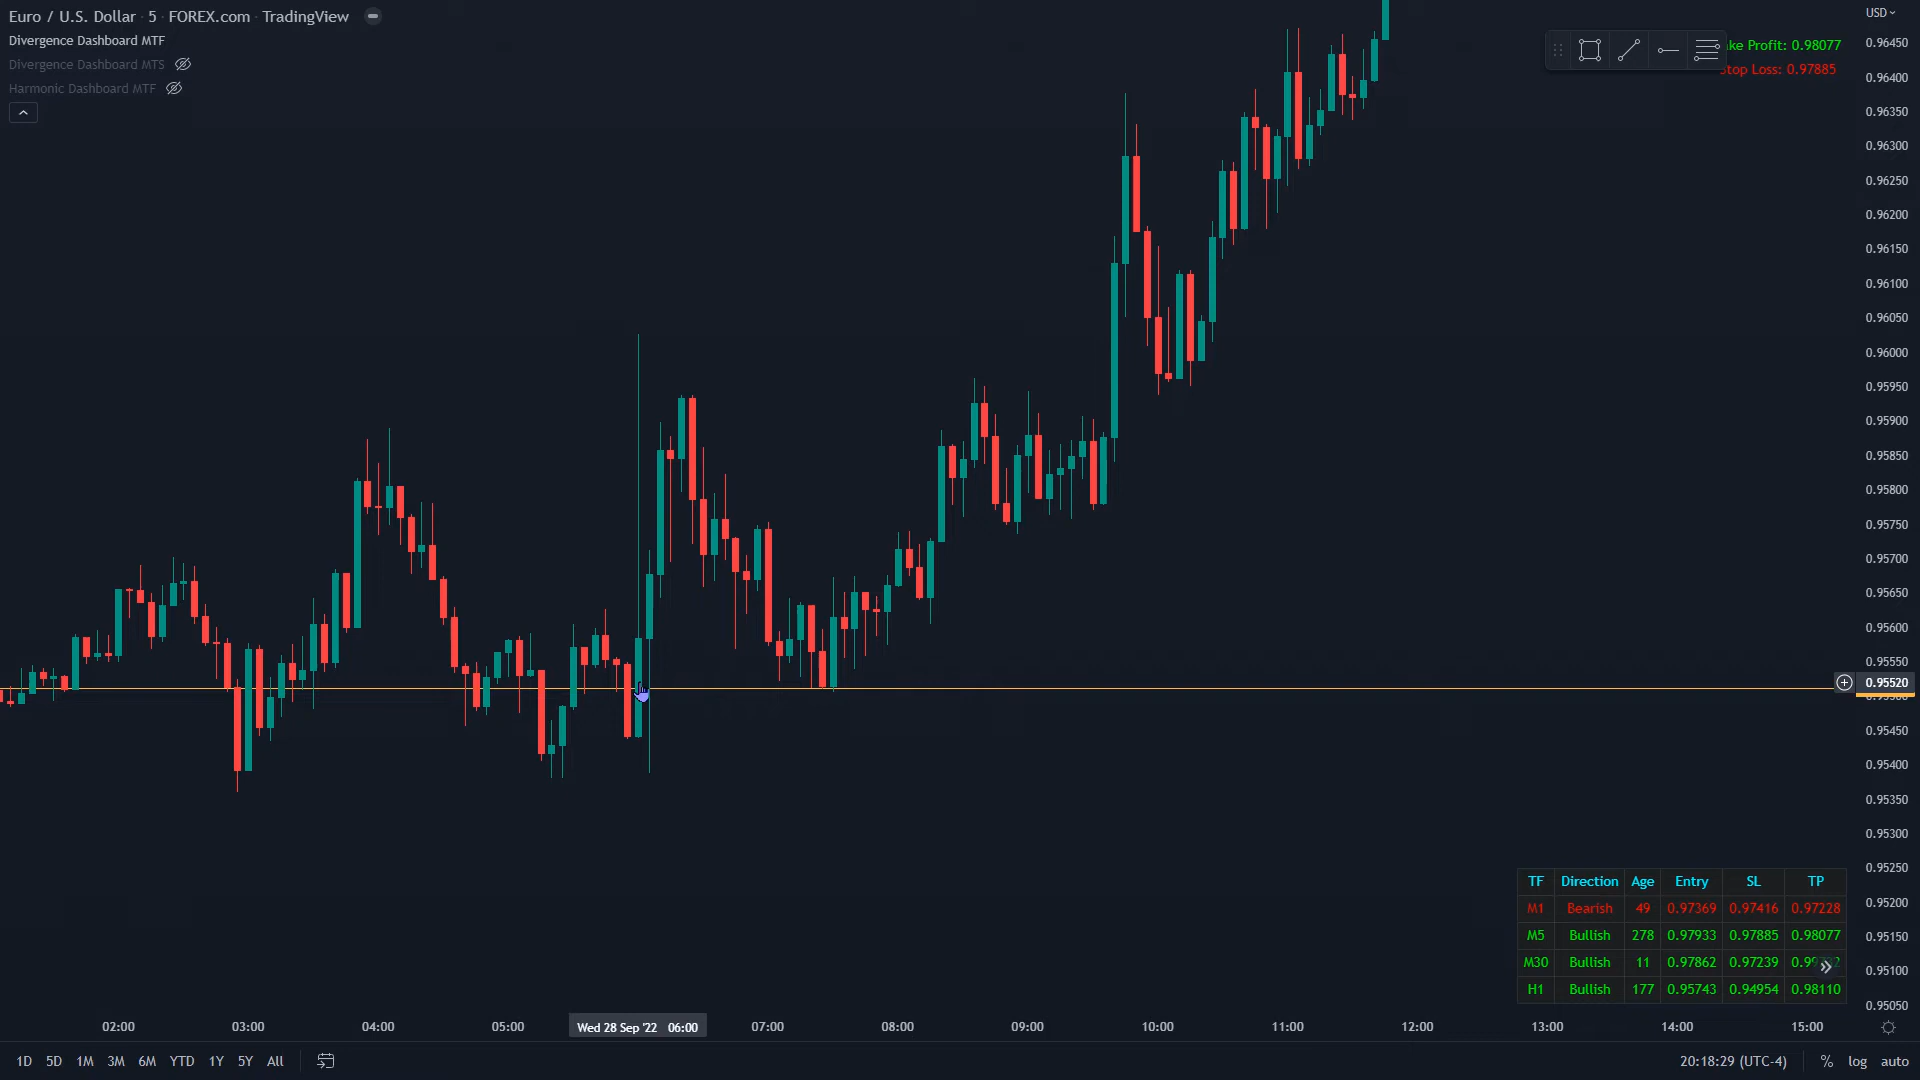 Euro / U.S. Dollar · 5 · FOREX.com · TradingView
Divergence Dashboard MTF
Divergence Dashboard MTS
Harmonic Dashboard MTF
USD
ke Profit: 0.98077
top Loss: 0.97885
0.96450
0.96400
0.96350
0.96300
0.96250
0.96200
0.96150
0.96100
0.96050
0.96000
0.95950
0.95900
0.95850
0.95800
0.95750
0.95700
0.95650
0.95600
0.95550
0.95520
0.95450
0.95400
0.95350
0.95300
0.95250
0.95200
0.95150
0.95100
0.95050
TF Direction Age Entry SL TP
M1 Bearish 49 0.97369 0.97416 0.97228
M5 Bullish 278 0.97933 0.97885 0.98077
M30 Bullish 11 0.97862 0.97239
H1 Bullish 177 0.95743 0.94954 0.98110
02:00 03:00 04:00 05:00 Wed 28 Sep '22 06:00 07:00 08:00 09:00 10:00 11:00 12:00 13:00 14:00 15:00
1D 5D 1M 3M 6M YTD 1Y 5Y All 20:18:29 (UTC-4) % log auto